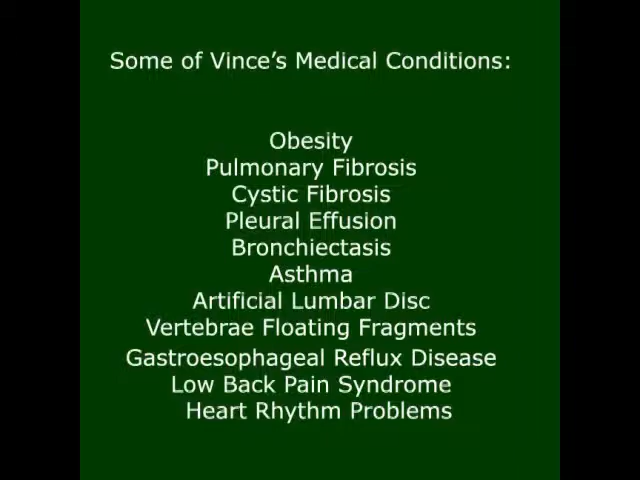 Some of Vince's Medical Conditions:
Obesity
Pulmonary Fibrosis
Cystic Fibrosis
Pleural Effusion
Bronchiectasis
Asthma
Artificial Lumbar Disc
Vertebrae Floating Fragments
Gastroesophageal Reflux Disease
Low Back Pain Syndrome
Heart Rhythm Problems